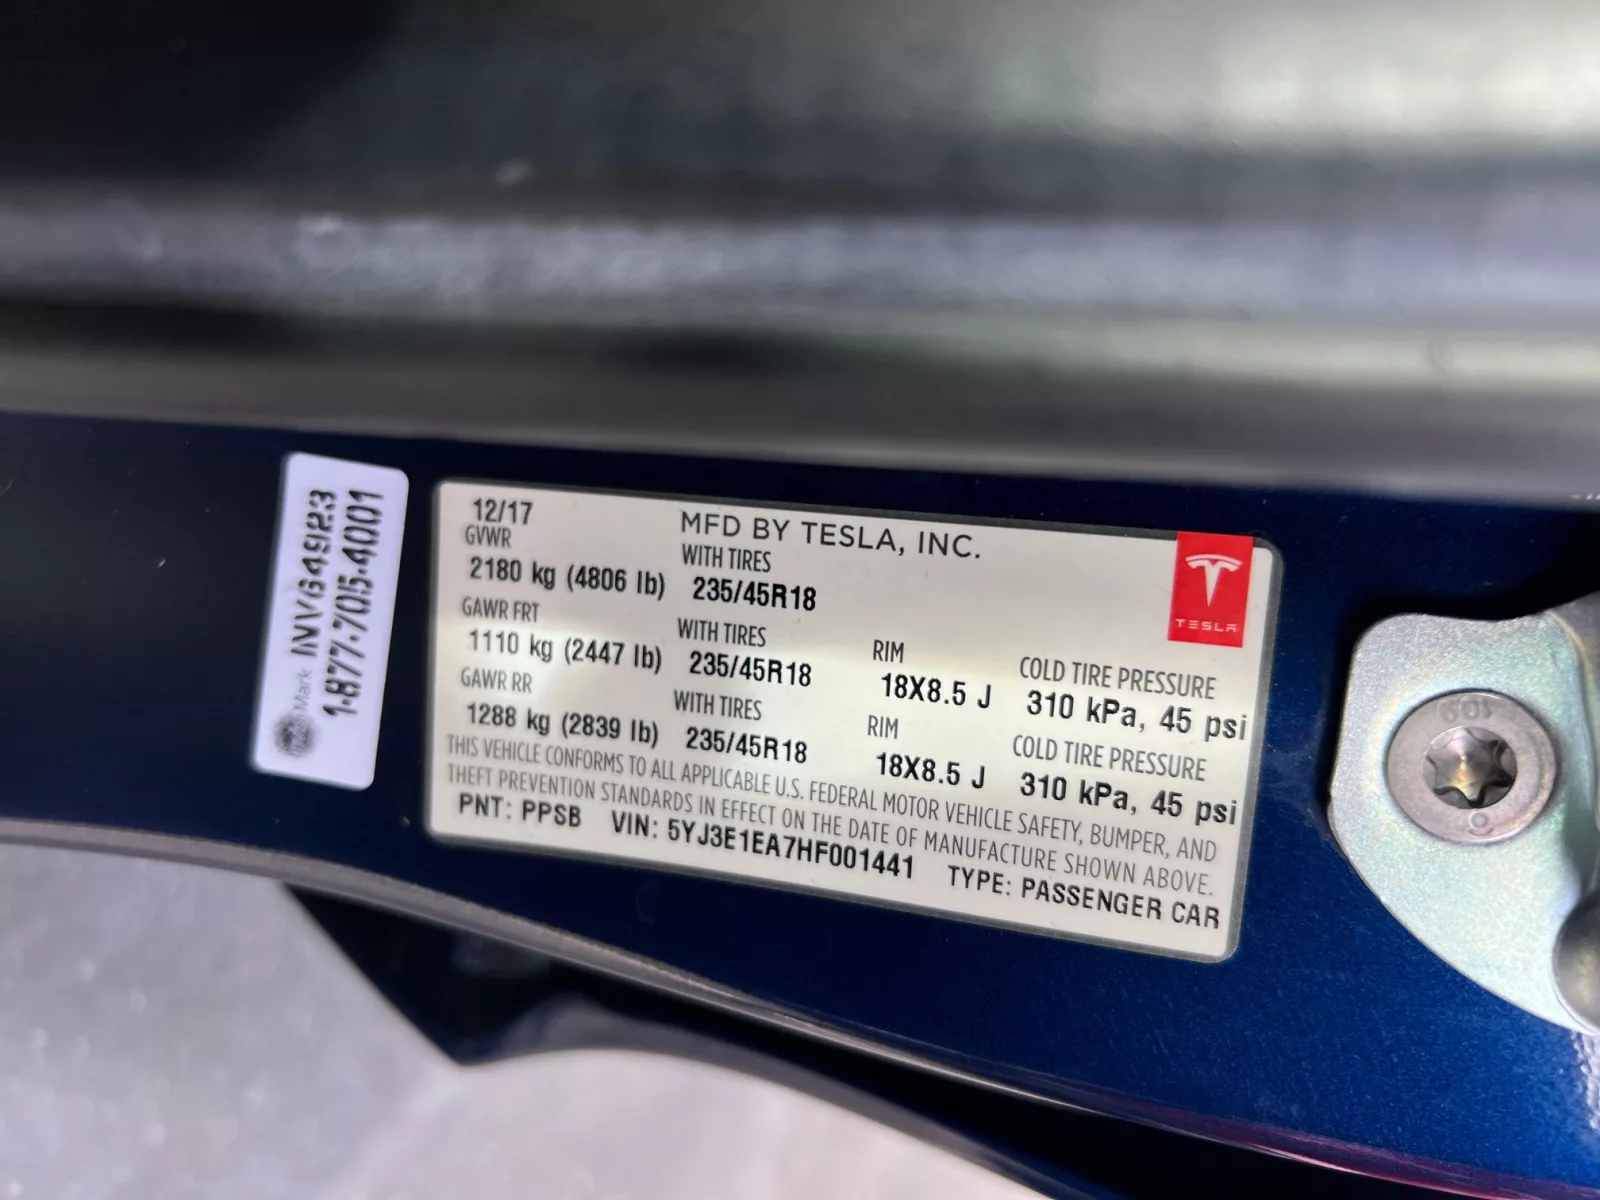 INV64923
1-877-705-4001
Mark
12/17
MFD BY TESLA, INC.
GVWR WITH TIRES
2180 kg (4806 lb) 235/45R18
GAWR FRT WITH TIRES RIM COLD TIRE PRESSURE
1110 kg (2447 lb) 235/45R18 18X8.5 J 310 kPa, 45 psi
GAWR RR WITH TIRES RIM COLD TIRE PRESSURE
1288 kg (2839 lb) 235/45R18 18X8.5 J 310 kPa, 45 psi
THIS VEHICLE CONFORMS TO ALL APPLICABLE U.S. FEDERAL MOTOR VEHICLE SAFETY, BUMPER, AND
THEFT PREVENTION STANDARDS IN EFFECT ON THE DATE OF MANUFACTURE SHOWN ABOVE.
PNT: PPSB VIN: 5YJ3E1EA7HF001441 TYPE: PASSENGER CAR
TESLA